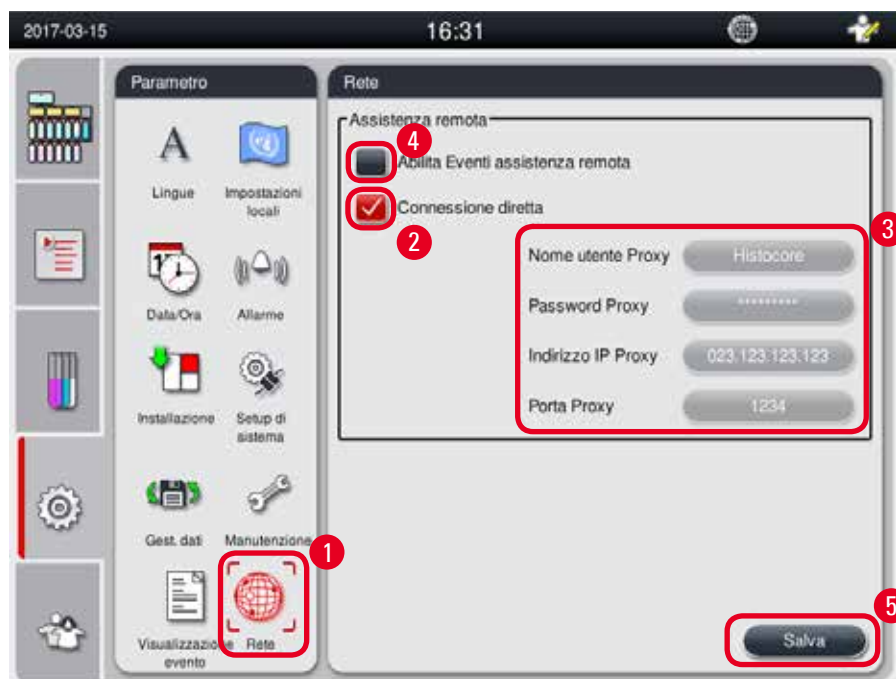 2017-03-15
16:31
Parametro
Lingue
Impostazioni
locali
Data/Ora
Allarme
Installazione
Setup di
sistema
Gest. dati
Manutenzione
1
Visualizzazione
evento
Rete
Rete
Assistenza remota
4
Abilita Eventi assistenza remota
Connessione diretta
2
3
Nome utente Proxy Histocore
Password Proxy *********
Indirizzo IP Proxy 023.123.123.123
Porta Proxy 1234
5
Salva